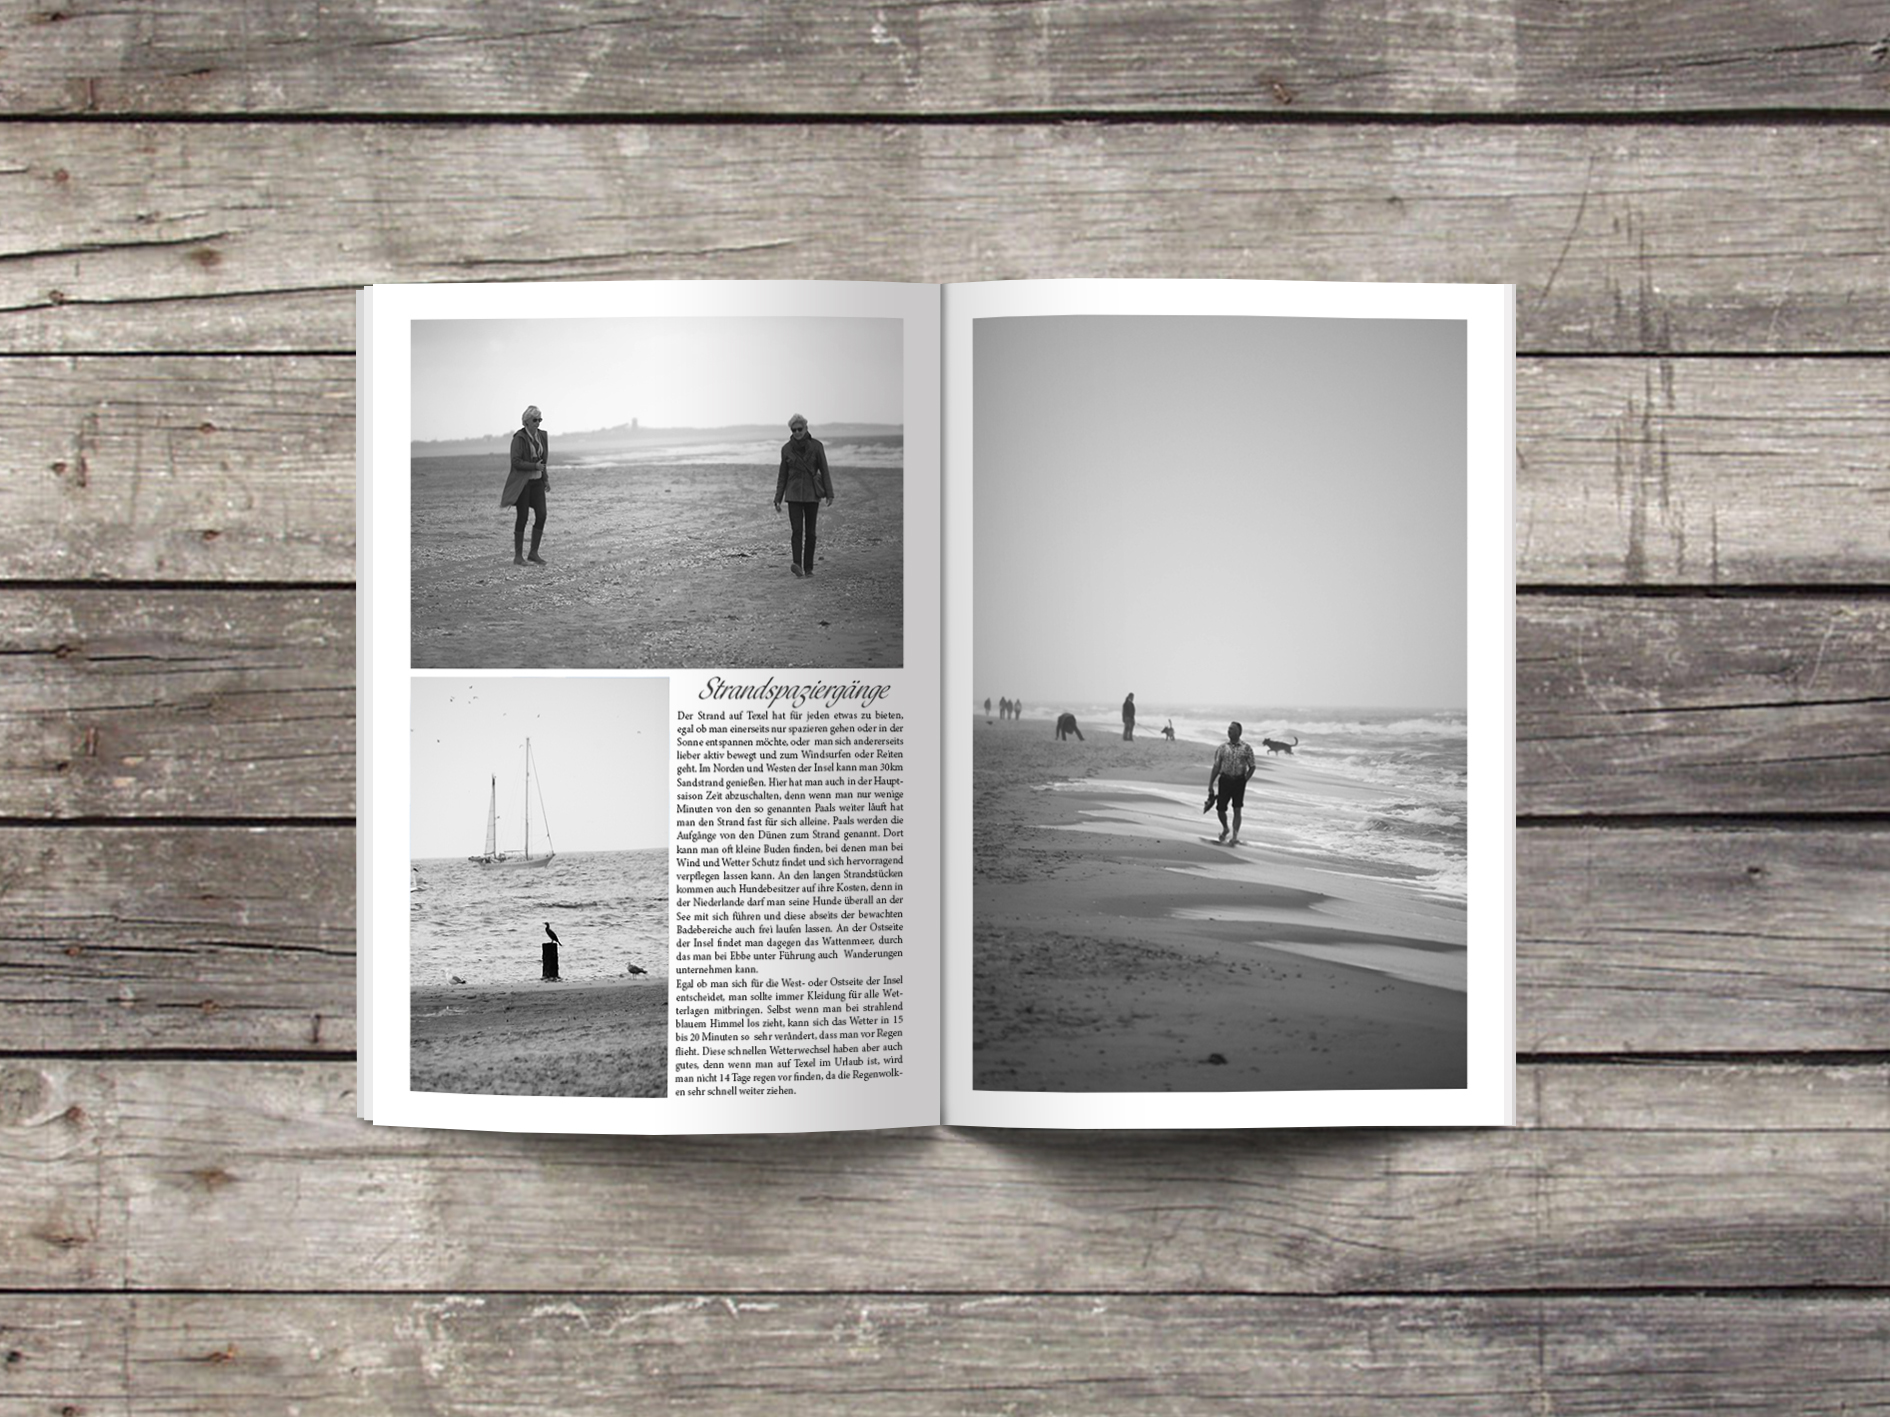 Strandspaziergänge
Der Strand auf Texel hat für jeden etwas zu bieten,
egal ob man einerseits nur spazieren gehen oder in der
Sonne entspannen möchte, oder man sich andererseits
lieber aktiv bewegt und zum Windsurfen oder Reiten
geht. Im Norden und Westen der Insel kann man 30km
Sandstrand genießen. Hier hat man auch in der Haupt-
saison Zeit abzuschalten, denn wenn man nur wenige
Minuten von den so genannten Paals weiter läuft hat
man den Strand fast für sich alleine. Paals werden die
Aufgänge von den Dünen zum Strand genannt. Dort
kann man oft kleine Buden finden, bei denen man bei
Wind und Wetter Schutz findet und sich hervorragend
verpflegen lassen kann. An den langen Strandstücken
kommen auch Hundebesitzer auf ihre Kosten, denn in
der Niederlande darf man seine Hunde überall an der
See mit sich führen und diese abseits der bewachten
Badebereiche auch frei laufen lassen. An der Ostseite
der Insel findet man dagegen das Wattenmeer, durch
das man bei Ebbe unter Führung auch Wanderungen
unternehmen kann.
Egal ob man sich für die West- oder Ostseite der Insel
entscheidet, man sollte immer Kleidung für alle Wet-
terlagen mitbringen. Selbst wenn man bei strahlend
blauem Himmel los zieht, kann sich das Wetter in 15
bis 20 Minuten so sehr verändert, dass man vor Regen
flieht. Diese schnellen Wetterwechsel haben aber auch
gutes, denn wenn man auf Texel im Urlaub ist, wird
man nicht 14 Tage regen vor finden, da die Regenwolk-
en sehr schnell weiter ziehen.